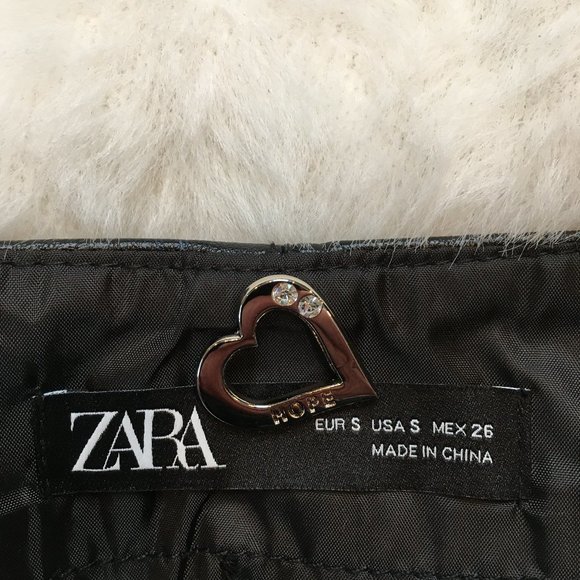 HOPE
ZARA
EUR S USA S MEX 26
MADE IN CHINA